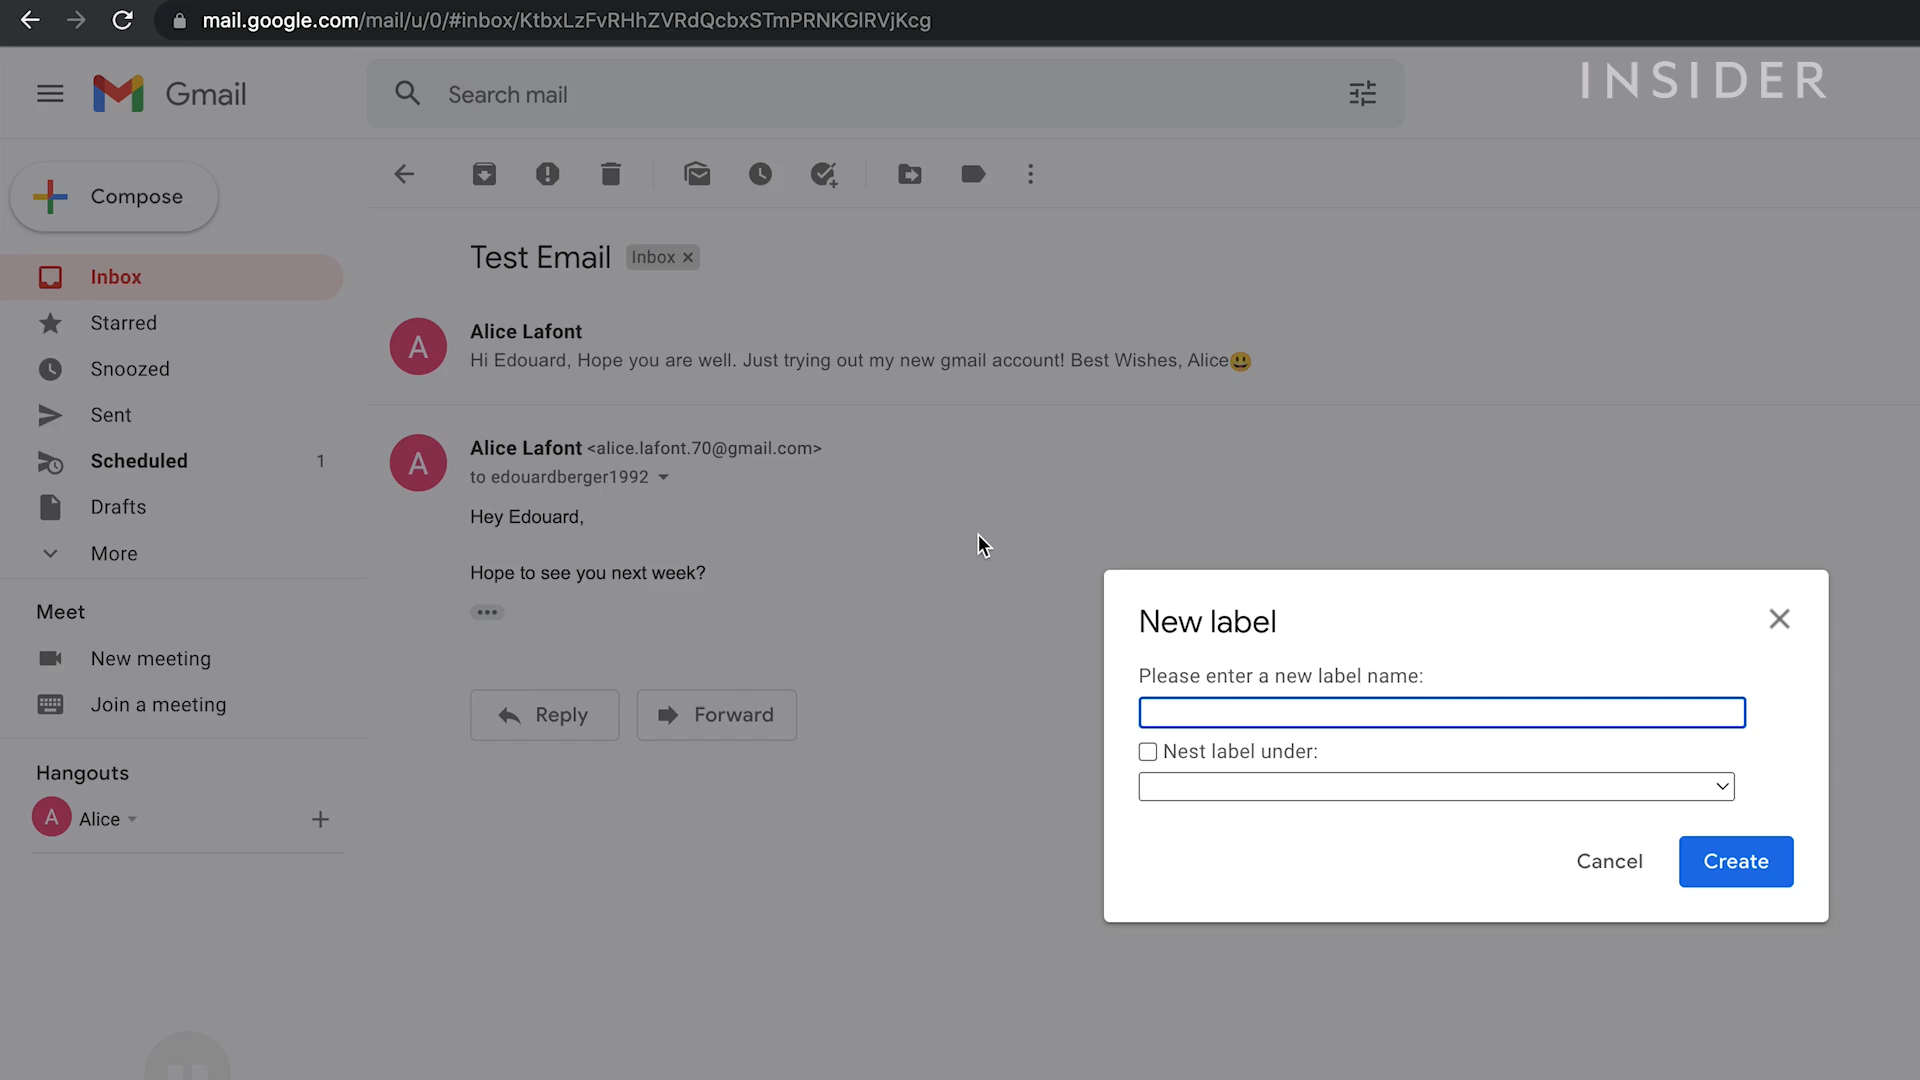 mail.google.com/mail/u/0/#inbox/KtbxLzFvRHhZVRdQcbxSTmPRNKGlRVjKcg
Gmail
Search mail
INSIDER
Compose
Inbox
Starred
Snoozed
Sent
Scheduled 1
Drafts
More
Meet
New meeting
Join a meeting
Hangouts
A Alice
Test Email Inbox
A
Alice Lafont
Hi Edouard, Hope you are well. Just trying out my new gmail account! Best Wishes, Alice😃
A
Alice Lafont <alice.lafont.70@gmail.com>
to edouardberger1992
Hey Edouard,
Hope to see you next week?
Reply Forward
New label
Please enter a new label name:
Nest label under:
Cancel Create